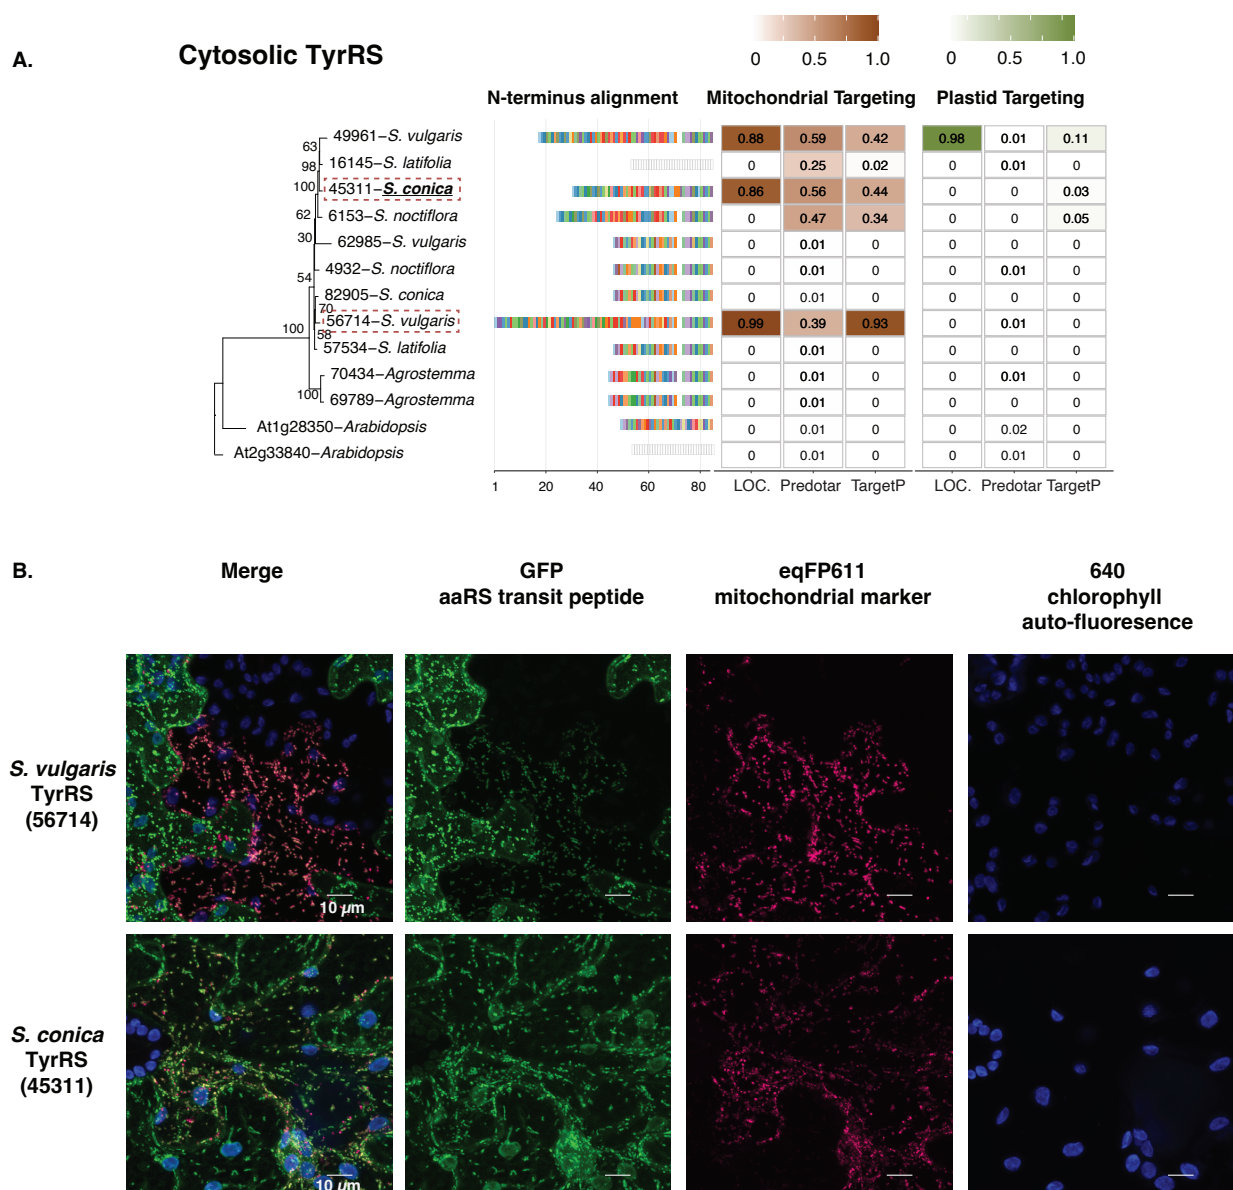 A.
Cytosolic TyrRS
0 0.5 1.0
0 0.5 1.0
N-terminus alignment Mitochondrial Targeting Plastid Targeting
49961–S. vulgaris 0.88 0.59 0.42 0.98 0.01 0.11
63
16145–S. latifolia 0 0.25 0.02 0 0.01 0
98
45311–S. conica 0.86 0.56 0.44 0 0 0.03
100
6153–S. noctiflora 0 0.47 0.34 0 0 0.05
62
62985–S. vulgaris 0 0.01 0 0 0 0
30
4932–S. noctiflora 0 0.01 0 0 0.01 0
54
82905–S. conica 0 0.01 0 0 0 0
70
56714–S. vulgaris 0.99 0.39 0.93 0 0.01 0
100
58
57534–S. latifolia 0 0.01 0 0 0 0
70434–Agrostemma 0 0.01 0 0 0.01 0
100
69789–Agrostemma 0 0.01 0 0 0 0
At1g28350–Arabidopsis 0 0.01 0 0 0.02 0
At2g33840–Arabidopsis 0 0.01 0 0 0.01 0
1 20 40 60 80 LOC. Predotar TargetP LOC. Predotar TargetP
B.
Merge
GFP
aaRS transit peptide
eqFP611
mitochondrial marker
640
chlorophyll
auto-fluoresence
S. vulgaris
TyrRS
(56714)
10 µm
S. conica
TyrRS
(45311)
10 µm